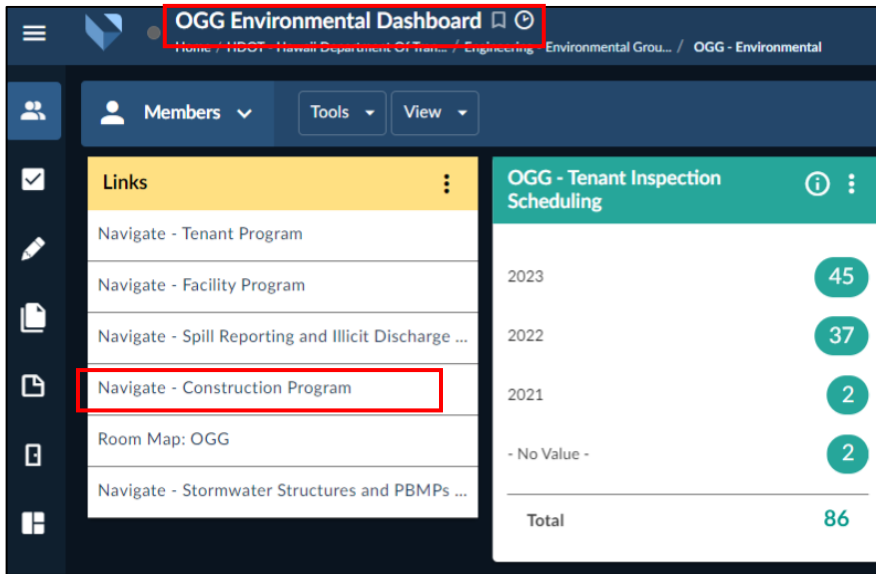 OGG Environmental Dashboard
Home / HDOT - Hawaii Department Of Tran... / Engineering - Environmental Grou... / OGG - Environmental
Members
Tools
View
Links
Navigate - Tenant Program
Navigate - Facility Program
Navigate - Spill Reporting and Illicit Discharge ...
Navigate - Construction Program
Room Map: OGG
Navigate - Stormwater Structures and PBMPs ...
OGG - Tenant Inspection
Scheduling
2023 45
2022 37
2021 2
- No Value - 2
Total 86